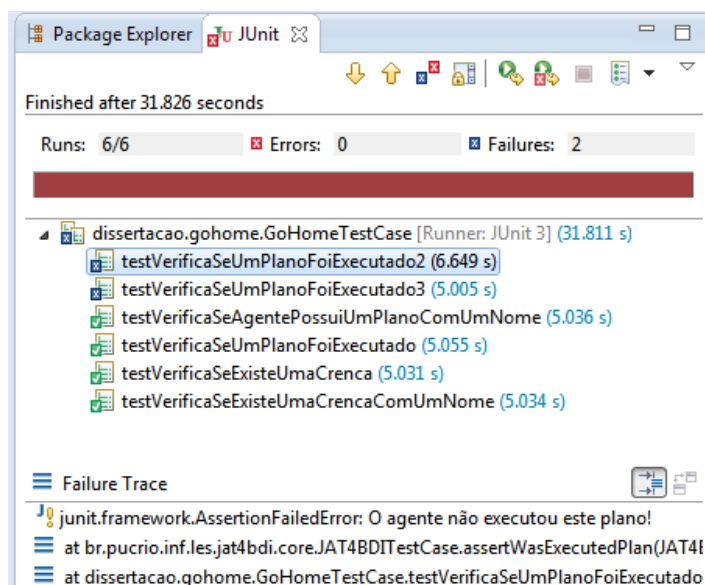 Package Explorer JUnit
Finished after 31.826 seconds
Runs: 6/6 Errors: 0 Failures: 2
dissertacao.gohome.GoHomeTestCase [Runner: JUnit 3] (31.811 s)
testVerificaSeUmPlanoFoiExecutado2 (6.649 s)
testVerificaSeUmPlanoFoiExecutado3 (5.005 s)
testVerificaSeAgentePossuiUmPlanoComUmNome (5.036 s)
testVerificaSeUmPlanoFoiExecutado (5.055 s)
testVerificaSeExisteUmaCrenca (5.031 s)
testVerificaSeExisteUmaCrencaComUmNome (5.034 s)
Failure Trace
junit.framework.AssertionFailedError: O agente não executou este plano!
at br.pucrio.inf.les.jat4bdi.core.JAT4BDITestCase.assertWasExecutedPlan(JAT4B
at dissertacao.gohome.GoHomeTestCase.testVerificaSeUmPlanoFoiExecutado